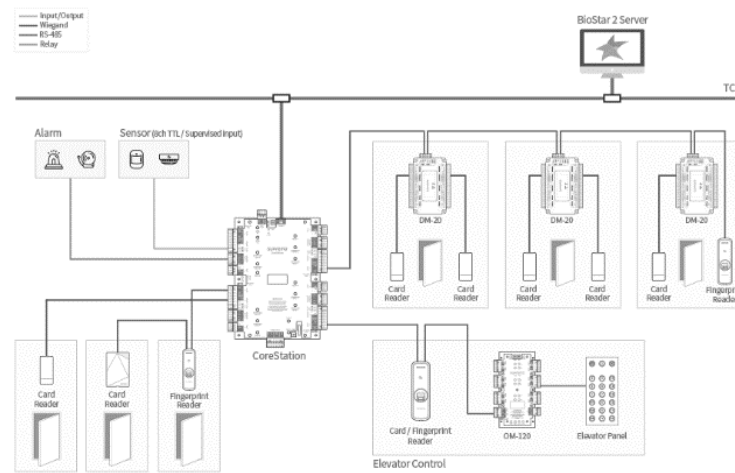 Input/Output
Wiegand
RS-485
Relay
BioStar 2 Server
TC
Alarm
Sensor (8ch TTL / Supervised Input)
DM-20
DM-20
DM-20
Card
Reader
Card
Reader
Card
Reader
Card
Reader
Card
Reader
Fingerpri
Reade
CoreStation
Card
Reader
Card
Reader
Fingerprint
Reader
Card / Fingerprint
Reader
OM-120
Elevator Panel
Elevator Control